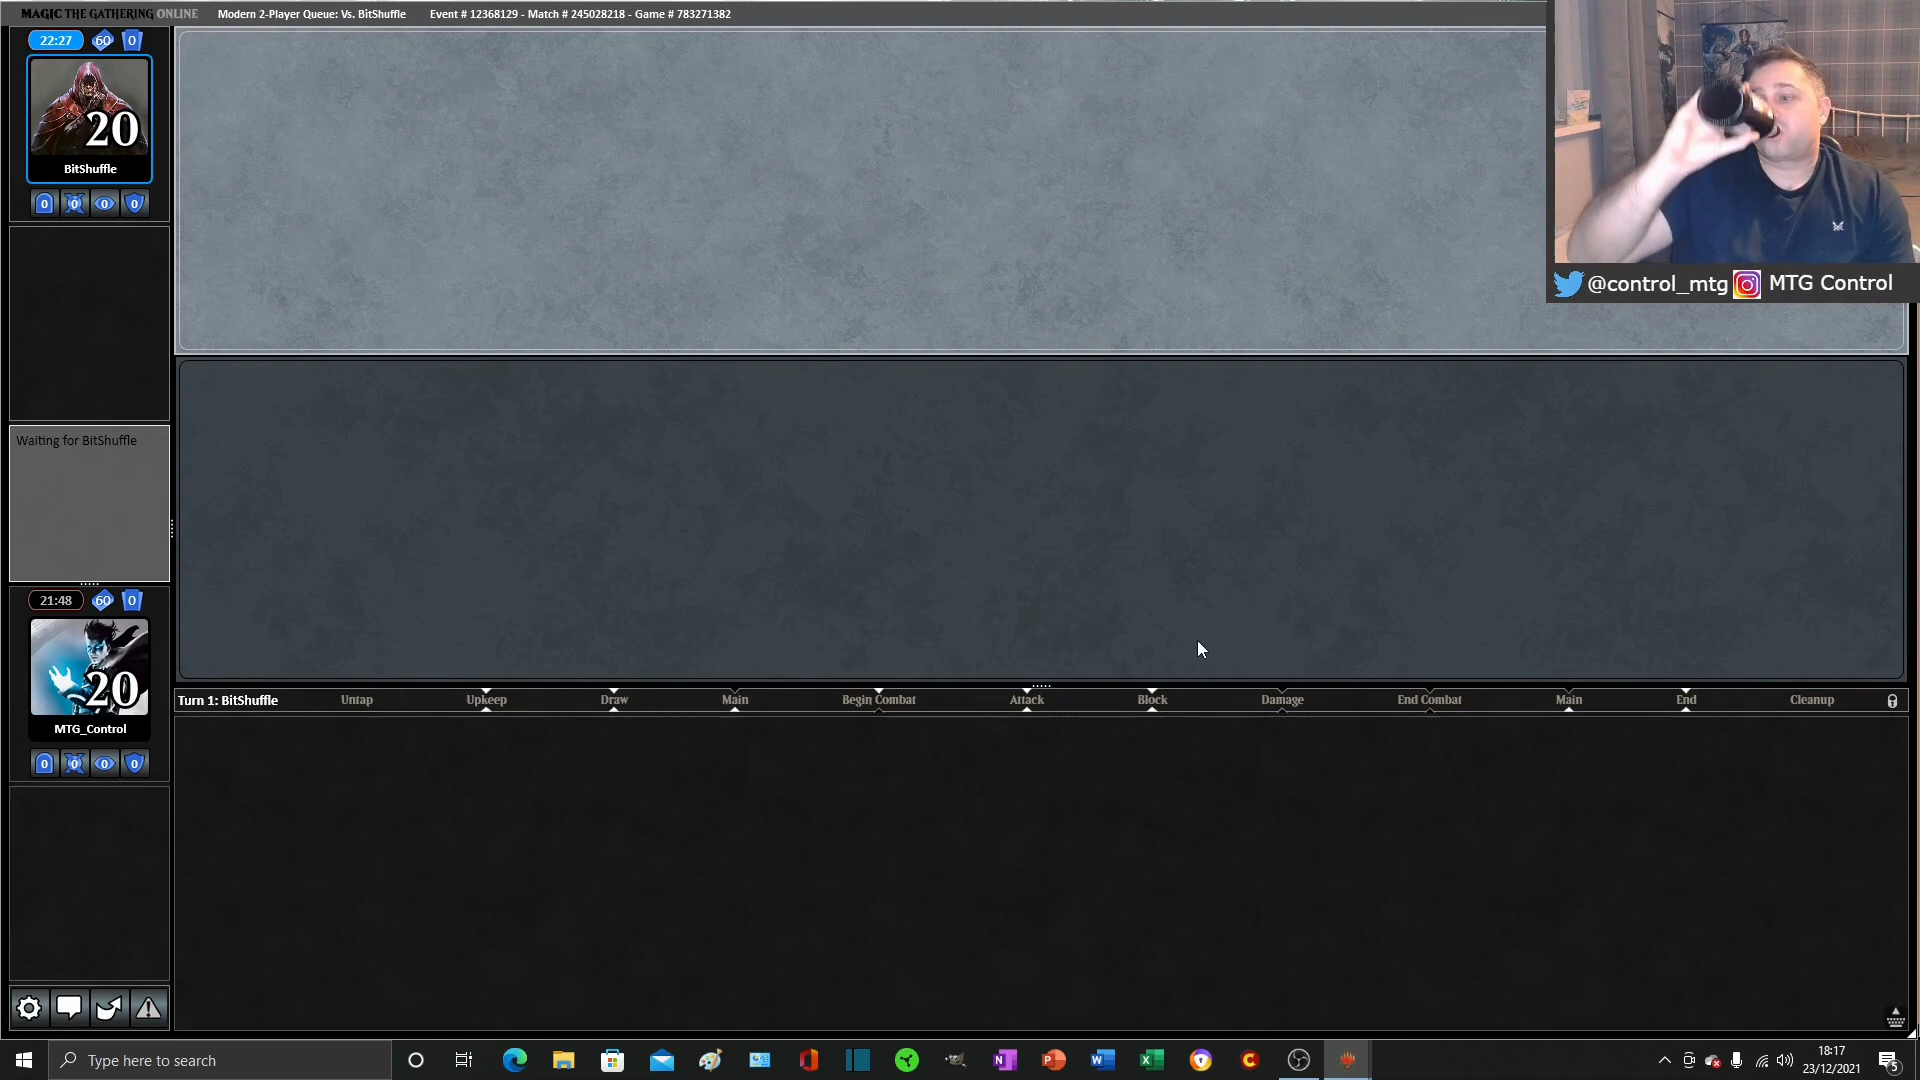 MAGIC THE GATHERING ONLINE Modern 2-Player Queue: Vs. BitShuffle Event # 12368129 - Match # 245028218 - Game # 783271382
22:27 60 0
20
BitShuffle
0 0 0 0
@control_mtg MTG Control
Waiting for BitShuffle
21:48 60 0
20
MTG_Control
0 0 0 0
Turn 1: BitShuffle Untap Upkeep Draw Main Begin Combat Attack Block Damage End Combat Main End Cleanup
Type here to search
18:17
23/12/2021
5